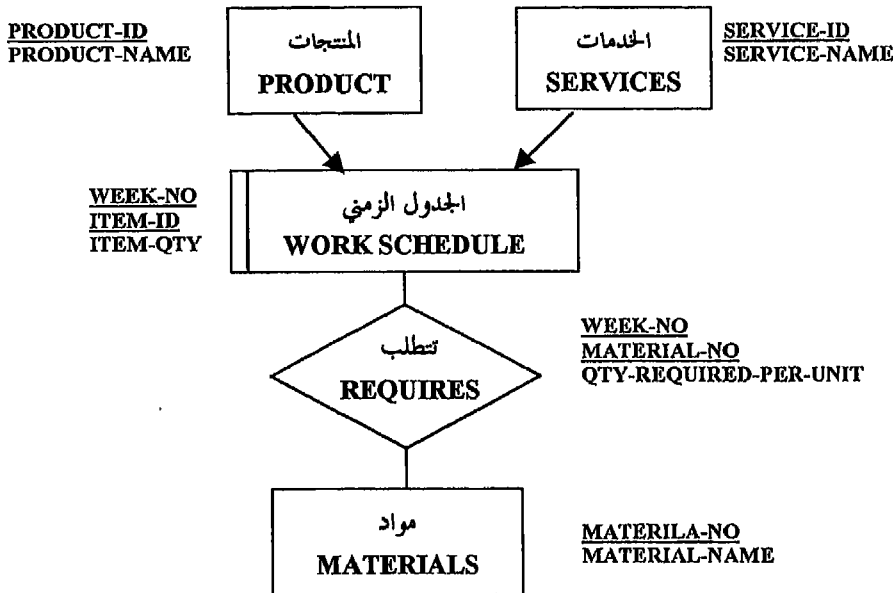 PRODUCT-ID
PRODUCT-NAME
المنتجات
PRODUCT
الخدمات
SERVICES
SERVICE-ID
SERVICE-NAME
WEEK-NO
ITEM-ID
ITEM-QTY
الجدول الزمني
WORK SCHEDULE
تتطلب
REQUIRES
WEEK-NO
MATERIAL-NO
QTY-REQUIRED-PER-UNIT
مواد
MATERIALS
MATERILA-NO
MATERIAL-NAME